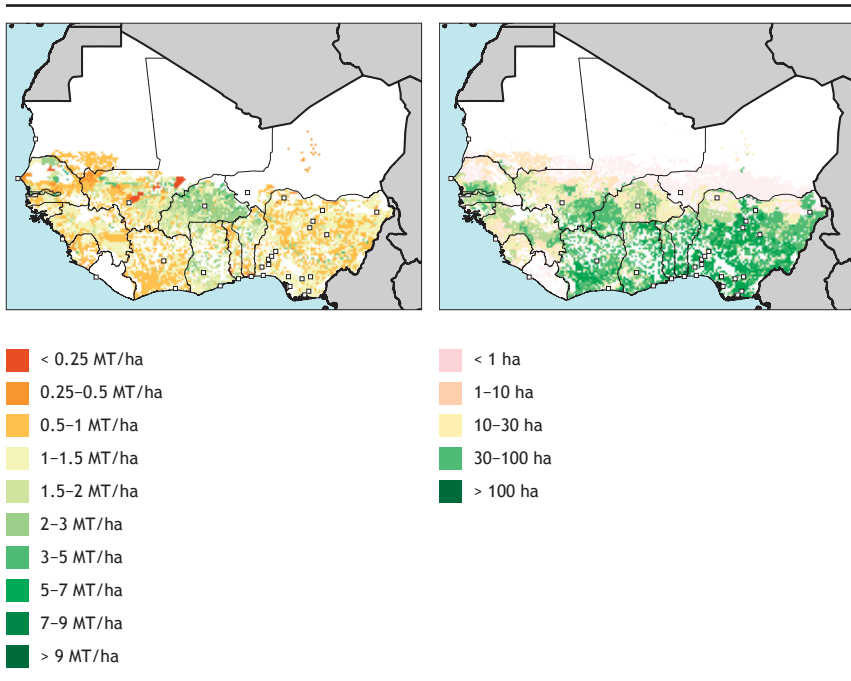 < 0.25 MT/ha
0.25–0.5 MT/ha
0.5–1 MT/ha
1–1.5 MT/ha
1.5–2 MT/ha
2–3 MT/ha
3–5 MT/ha
5–7 MT/ha
7–9 MT/ha
> 9 MT/ha
< 1 ha
1–10 ha
10–30 ha
30–100 ha
> 100 ha